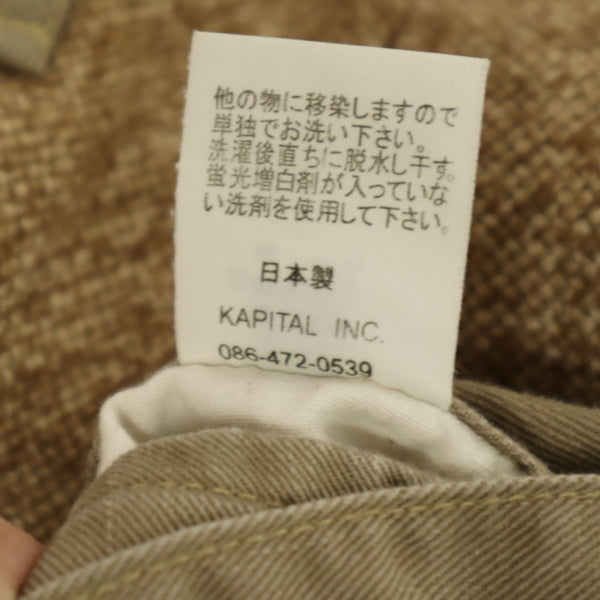 他の物に移染しますので
単独でお洗い下さい。
洗濯後直ちに脱水し干す。
蛍光増白剤が入っていな
い洗剤を使用して下さい。
日本製
KAPITAL INC.
086-472-0539